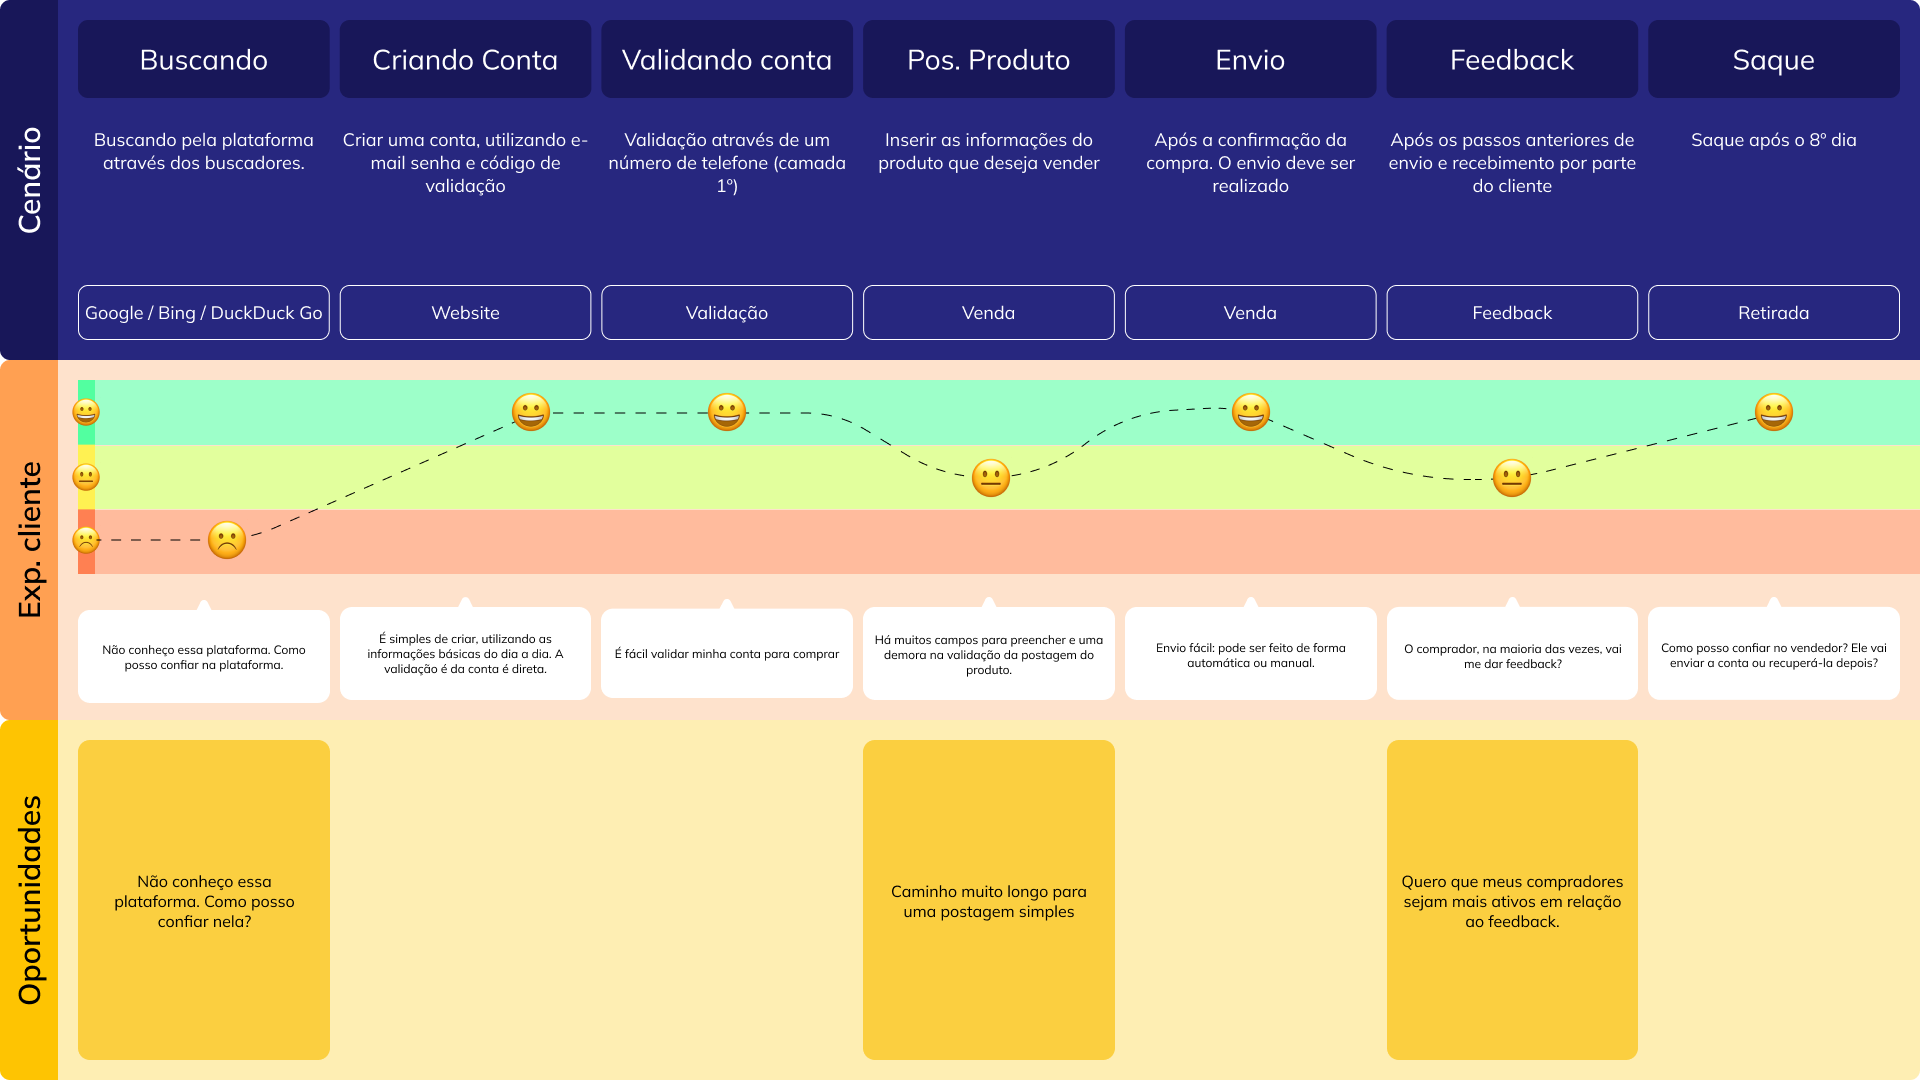 Cenário
Buscando
Criando Conta
Validando conta
Pos. Produto
Envio
Feedback
Saque
Buscando pela plataforma
através dos buscadores.
Criar uma conta, utilizando e-
mail senha e código de
validação
Validação através de um
número de telefone (camada
1º)
Inserir as informações do
produto que deseja vender
Após a confirmação da
compra. O envio deve ser
realizado
Após os passos anteriores de
envio e recebimento por parte
do cliente
Saque após o 8º dia
Google / Bing / DuckDuck Go
Website
Validação
Venda
Venda
Feedback
Retirada
Exp. cliente
Não conheço essa plataforma. Como
posso confiar na plataforma.
É simples de criar, utilizando as
informações básicas do dia a dia. A
validação é da conta é direta.
É fácil validar minha conta para comprar
Há muitos campos para preencher e uma
demora na validação da postagem do
produto.
Envio fácil: pode ser feito de forma
automática ou manual.
O comprador, na maioria das vezes, vai
me dar feedback?
Como posso confiar no vendedor? Ele vai
enviar a conta ou recuperá-la depois?
Oportunidades
Não conheço essa
plataforma. Como posso
confiar nela?
Caminho muito longo para
uma postagem simples
Quero que meus compradores
sejam mais ativos em relação
ao feedback.